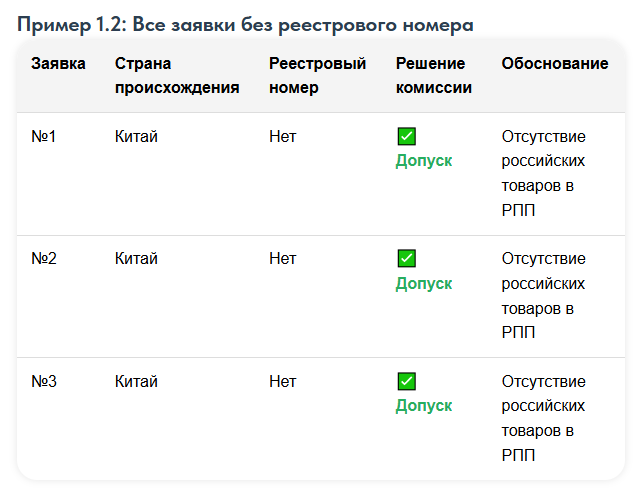 Пример 1.2: Все заявки без реестрового номера
Заявка Страна Реестровый Решение Обоснование
происхождения номер комиссии
№1 Китай Нет ✅ Отсутствие
Допуск российских
товаров в
РПП
№2 Китай Нет ✅ Отсутствие
Допуск российских
товаров в
РПП
№3 Китай Нет ✅ Отсутствие
Допуск российских
товаров в
РПП